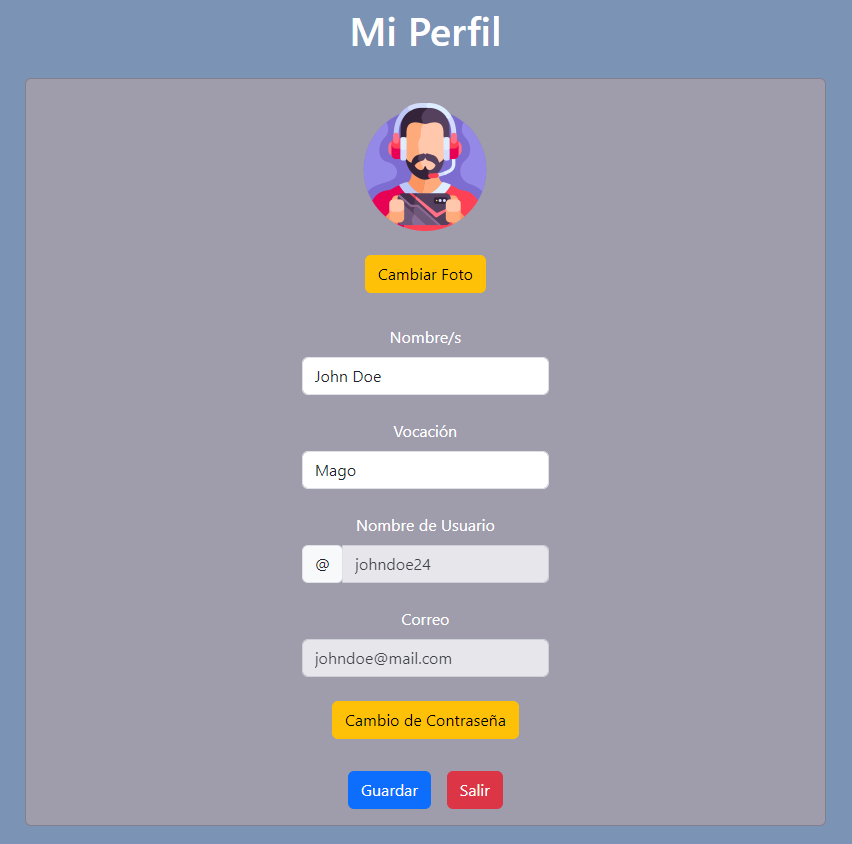 Mi Perfil
Cambiar Foto
Nombre/s
John Doe
Vocación
Mago
Nombre de Usuario
@ johndoe24
Correo
johndoe@mail.com
Cambio de Contraseña
Guardar Salir